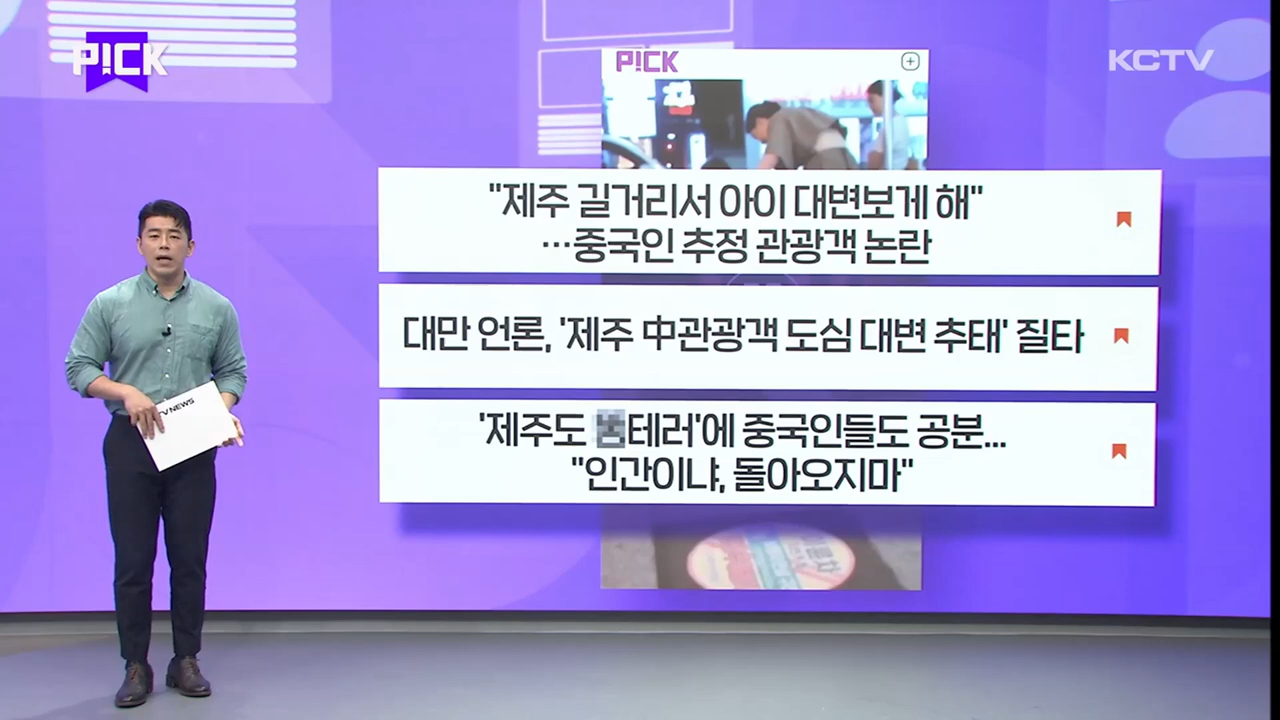 P!CK
P!CK
KCTV
"제주 길거리서 아이 대변보게 해"
…중국인 추정 관광객 논란
대만 언론, '제주 中관광객 도심 대변 추태' 질타
'제주도 테러'에 중국인들도 공분...
"인간이냐, 돌아오지마"
TV NEWS